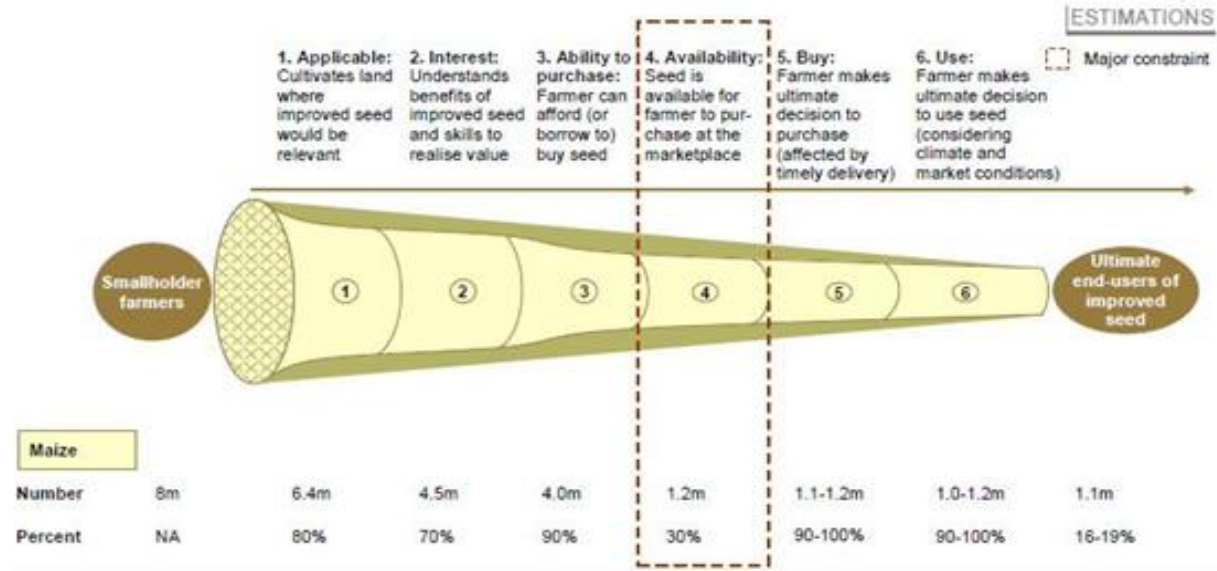 ESTIMATIONS
Major constraint
1. Applicable:
Cultivates land
where
improved seed
would be
relevant
2. Interest:
Understands
benefits of
improved seed
and skills to
realise value
3. Ability to
purchase:
Farmer can
afford (or
borrow to)
buy seed
4. Availability:
Seed is
available for
farmer to pur-
chase at the
marketplace
5. Buy:
Farmer makes
ultimate
decision to
purchase
(affected by
timely delivery)
6. Use:
Farmer makes
ultimate decision
to use seed
(considering
climate and
market conditions)
Smallholder
farmers
1
2
3
4
5
6
Ultimate
end-users of
improved
seed
Maize
Number 8m 6.4m 4.5m 4.0m 1.2m 1.1-1.2m 1.0-1.2m 1.1m
Percent NA 80% 70% 90% 30% 90-100% 90-100% 16-19%